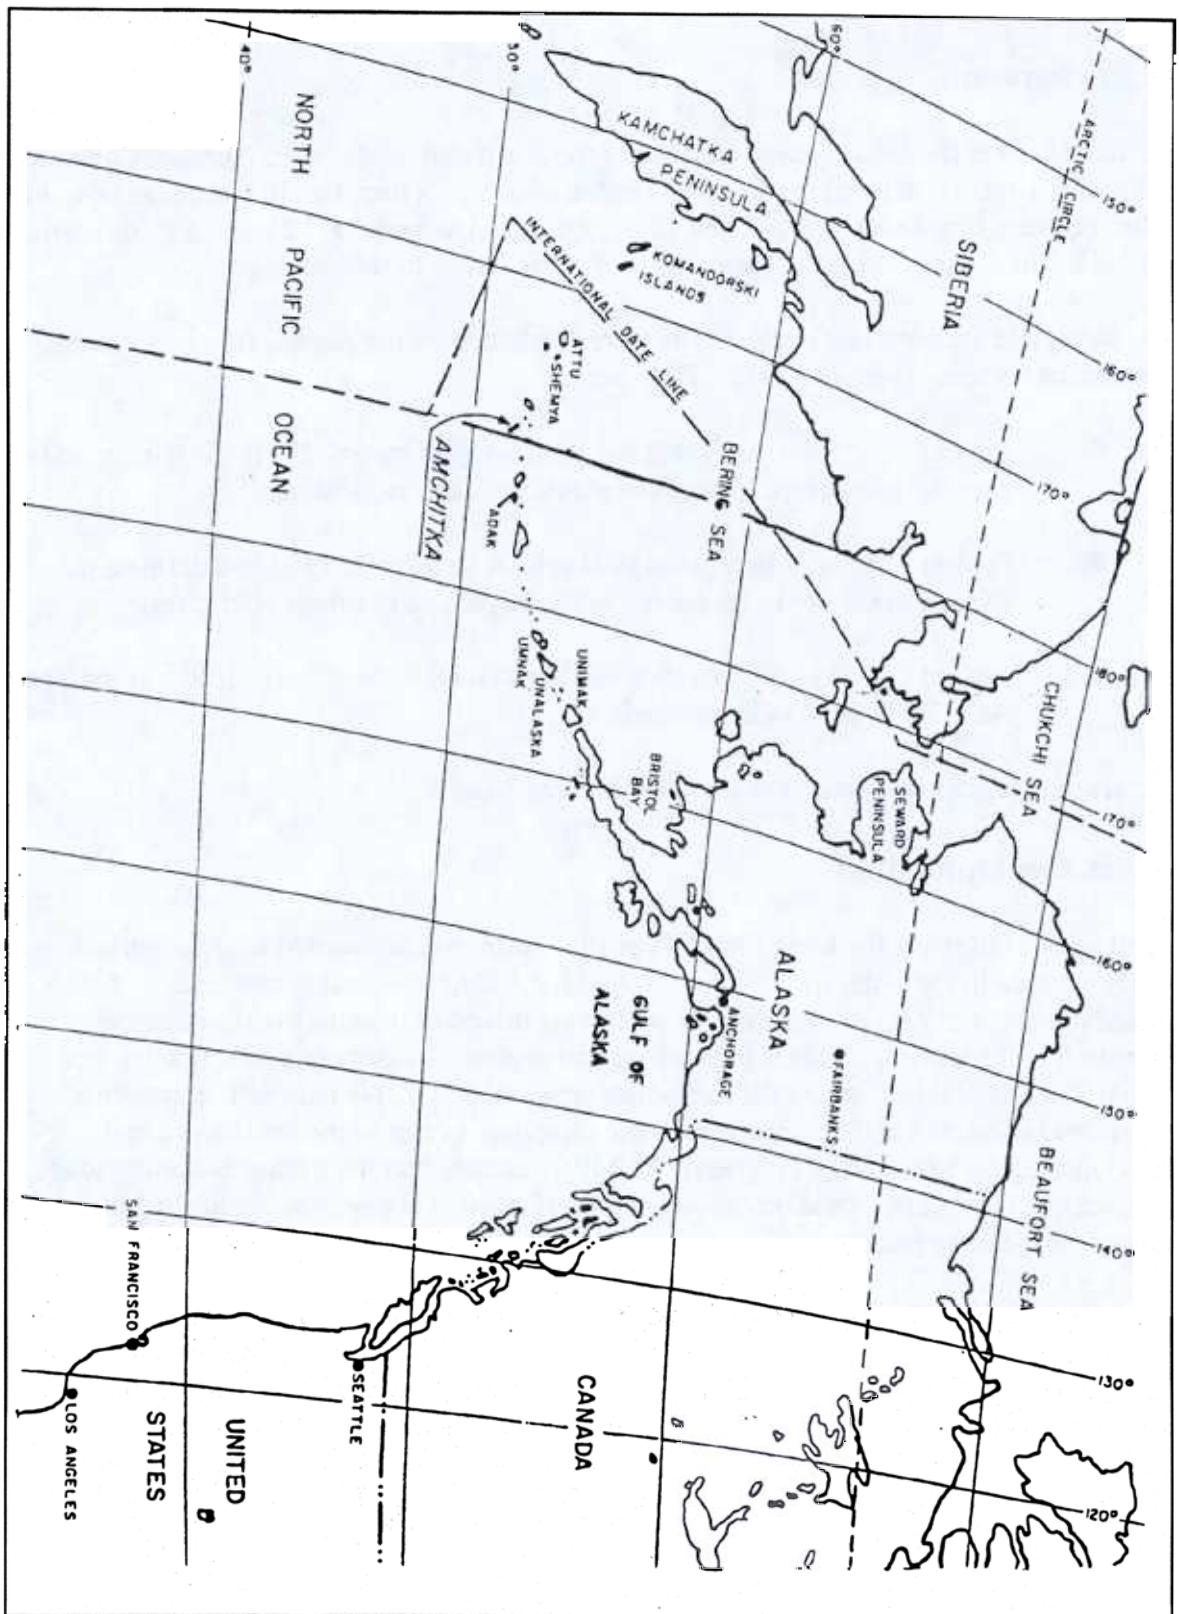 ARCTIC CIRCLE
150°
160°
170°
180°
170°
160°
150°
140°
130°
120°
60°
50°
40°
SIBERIA
CHUKCHI SEA
BEAUFORT SEA
KAMCHATKA
PENINSULA
KOMANDORSKI
ISLANDS
INTERNATIONAL DATE LINE
BERING SEA
SEWARD
PENINSULA
ALASKA
FAIRBANKS
ANCHORAGE
BRISTOL
BAY
GULF OF
ALASKA
ATTU
SHEMYA
AMCHITKA
ADAK
UMNAK
UNALASKA
UNIMAK
NORTH PACIFIC OCEAN
CANADA
SEATTLE
UNITED
STATES
SAN FRANCISCO
LOS ANGELES